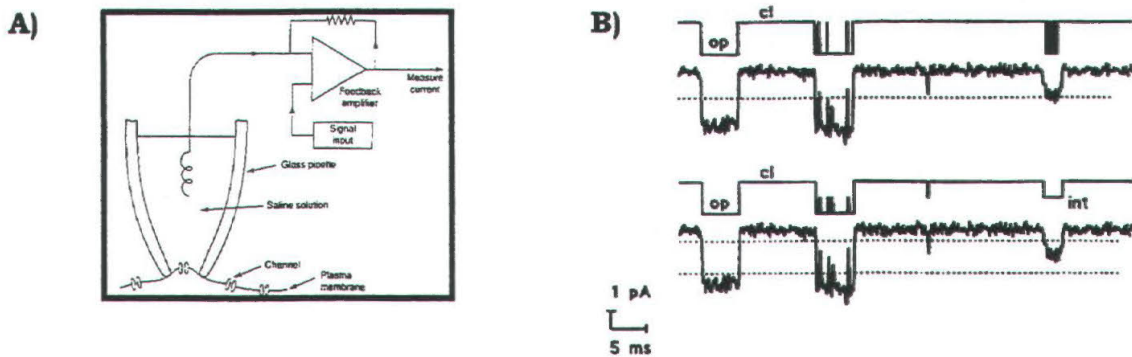 A)
Feedback
amplifier
Measure
current
Signal
input
Glass pipette
Saline solution
Channel
Plasma
membrane
B)
cl
op
cl
op
int
1 pA
5 ms